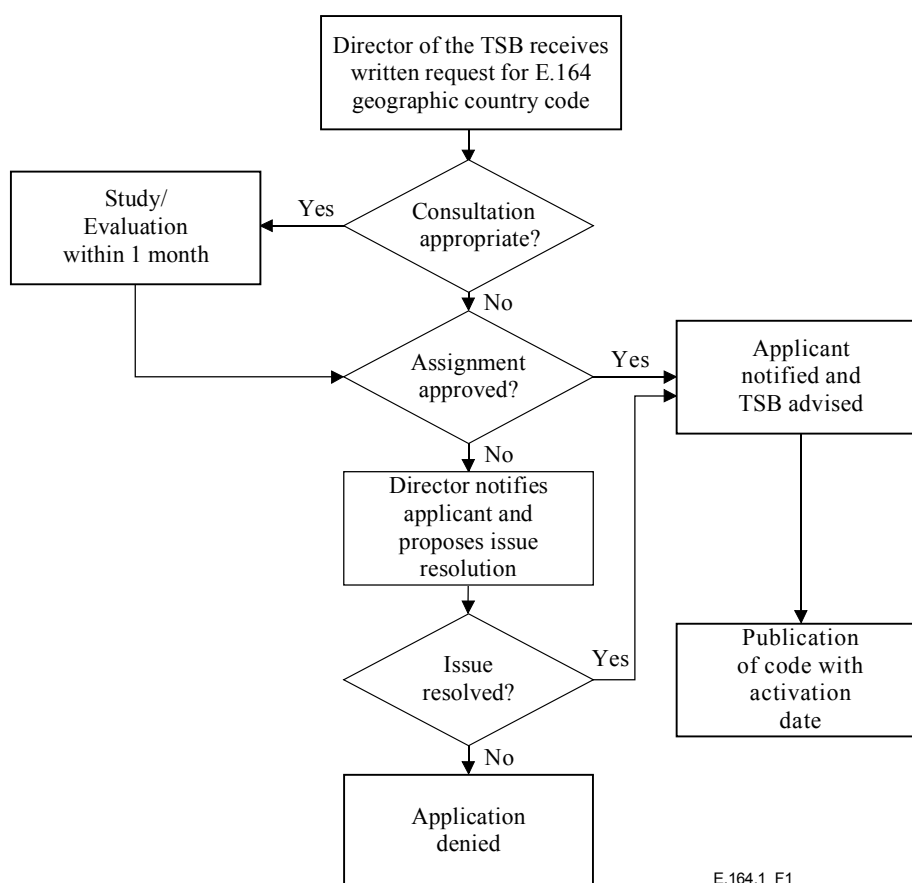 Director of the TSB receives
written request for E.164
geographic country code
Study/
Evaluation
within 1 month
Yes
Consultation
appropriate?
No
Assignment
approved?
Yes
Applicant
notified and
TSB advised
No
Director notifies
applicant and
proposes issue
resolution
Issue
resolved?
Yes
Publication
of code with
activation
date
No
Application
denied
E.164.1_F1